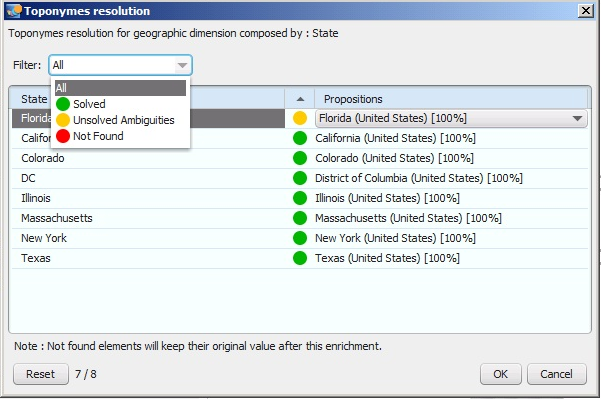 Toponymes resolution
Toponymes resolution for geographic dimension composed by : State
Filter: All
All
Solved
Unsolved Ambiguities
Not Found
State Propositions
Florida Florida (United States) [100%]
Califor California (United States) [100%]
Colorado Colorado (United States) [100%]
DC District of Columbia (United States) [100%]
Illinois Illinois (United States) [100%]
Massachusetts Massachusetts (United States) [100%]
New York New York (United States) [100%]
Texas Texas (United States) [100%]
Note : Not found elements will keep their original value after this enrichment.
Reset 7 / 8 OK Cancel